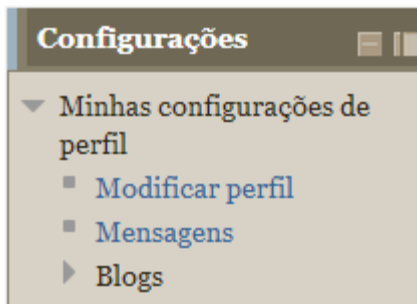 Configurações
Minhas configurações de
perfil
Modificar perfil
Mensagens
Blogs